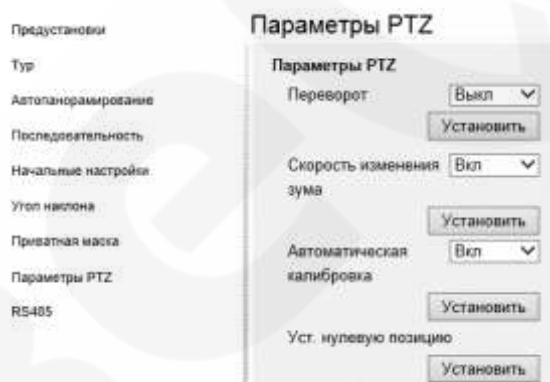 Предустановки
Тур
Автопанорамирование
Последовательность
Начальные настройки
Угол наклона
Приватная маска
Параметры PTZ
RS485
Параметры PTZ
Параметры PTZ
Переворот Выкл
Установить
Скорость изменения Вкл
зума
Установить
Автоматическая Вкл
калибровка
Установить
Уст. нулевую позицию
Установить